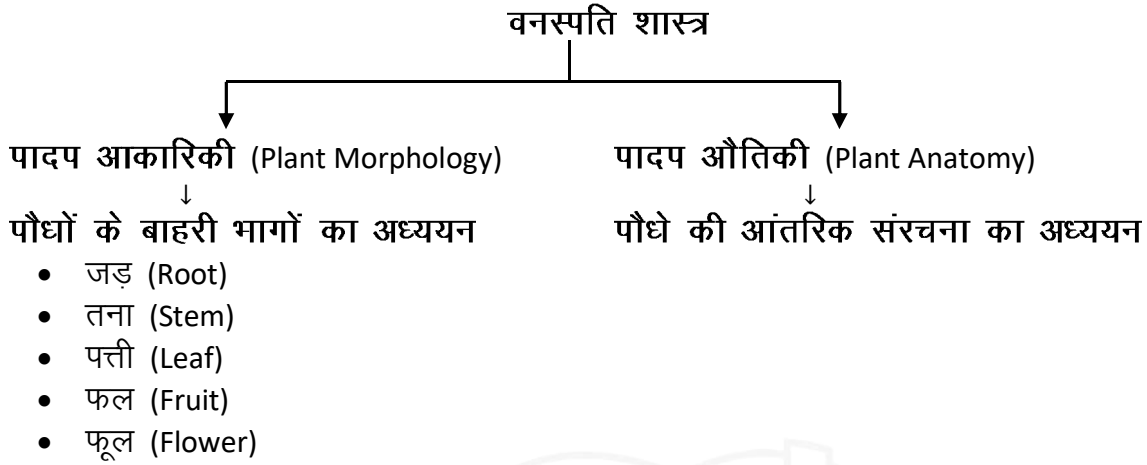 वनस्पति शास्त्र
पादप आकारिकी (Plant Morphology)
पादप औतिकी (Plant Anatomy)
↓
↓
पौधों के बाहरी भागों का अध्ययन
पौधे की आंतरिक संरचना का अध्ययन
• जड़ (Root)
• तना (Stem)
• पत्ती (Leaf)
• फल (Fruit)
• फूल (Flower)